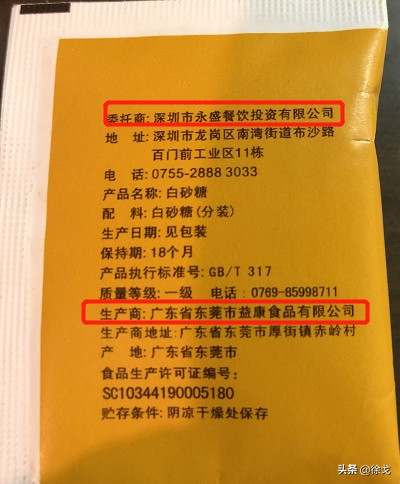 委托商:深圳市永盛餐饮投资有限公司
地 址:深圳市龙岗区南湾街道布沙路
百门前工业区11栋
电 话:0755-2888 3033
产品名称:白砂糖
配 料:白砂糖(分装)
生产日期:见包装
保持期:18个月
产品执行标准号:GB/T 317
质量等级:一级 电话:0769-85998711
生产商:广东省东莞市益康食品有限公司
生产商地址:广东省东莞市厚街镇赤岭村
产 地:广东省东莞市
食品生产许可证编号:
SC10344190005180
贮存条件:阴凉干燥处保存
头条 @徐戈